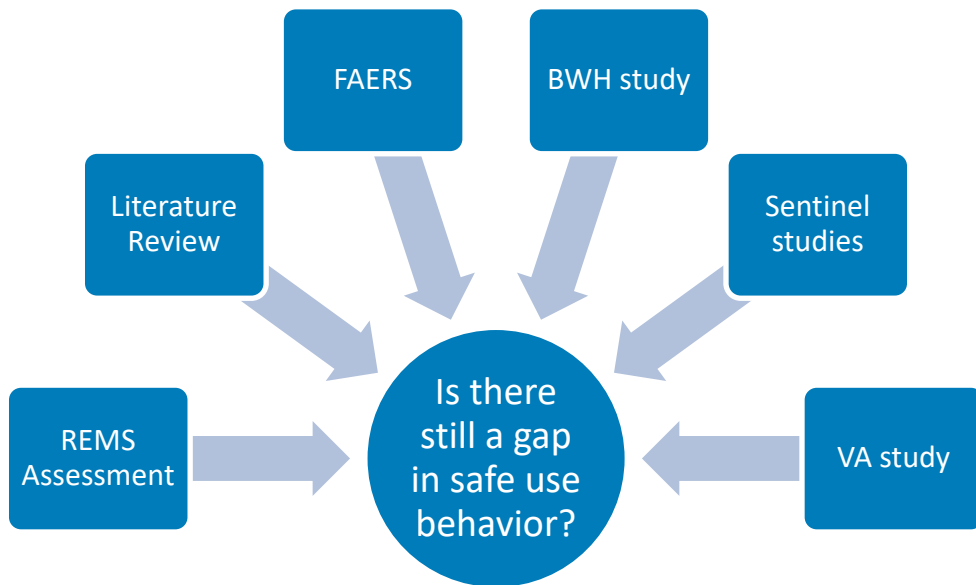 FAERS
BWH study
Literature
Review
Sentinel
studies
REMS
Assessment
Is there
still a gap
in safe use
behavior?
VA study